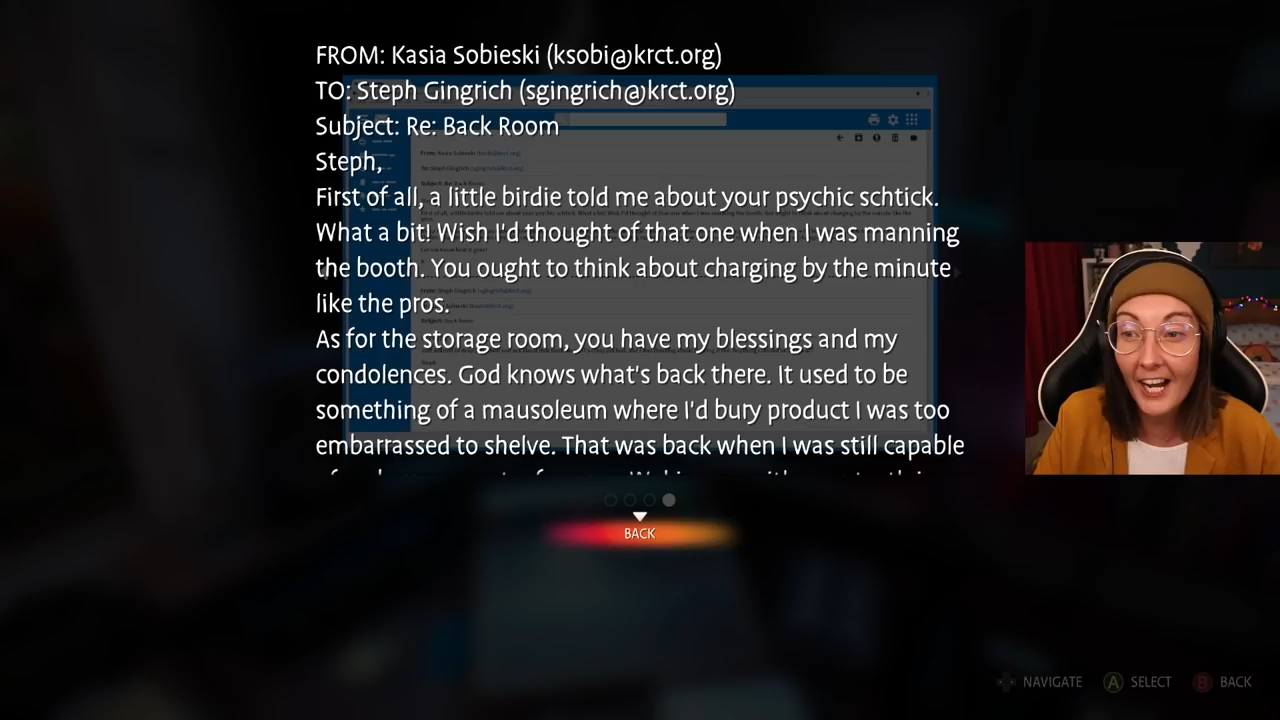 FROM: Kasia Sobieski (ksobi@krct.org)
TO: Steph Gingrich (sgingrich@krct.org)
Subject: Re: Back Room
Steph,
First of all, a little birdie told me about your psychic schtick.
What a bit! Wish I'd thought of that one when I was manning
the booth. You ought to think about charging by the minute
like the pros.
As for the storage room, you have my blessings and my
condolences. God knows what's back there. It used to be
something of a mausoleum where I'd bury product I was too
embarrassed to shelve. That was back when I was still capable
BACK
NAVIGATE A SELECT B BACK